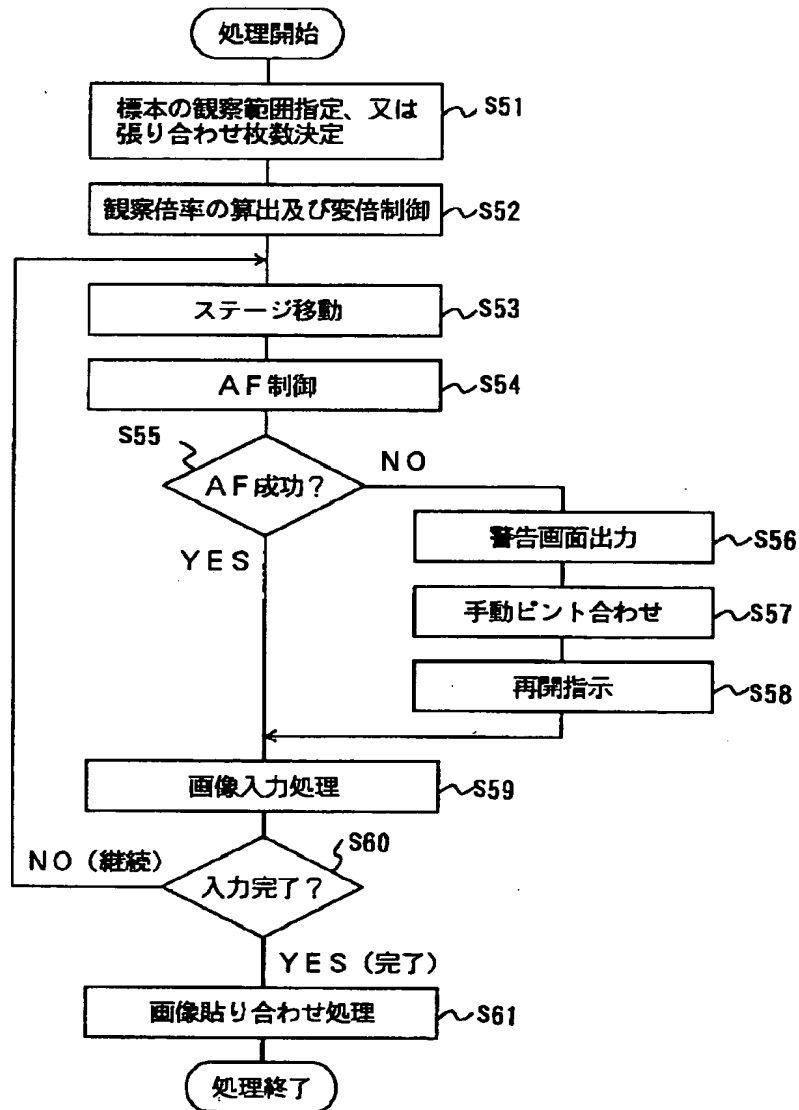 処理開始
標本の観察範囲指定、又は
張り合わせ枚数決定
S51
観察倍率の算出及び変倍制御
S52
ステージ移動
S53
AF制御
S54
S55
AF成功?
NO
YES
警告画面出力
S56
手動ピント合わせ
S57
再開指示
S58
画像入力処理
S59
S60
NO(継続)
入力完了?
YES(完了)
画像貼り合わせ処理
S61
処理終了